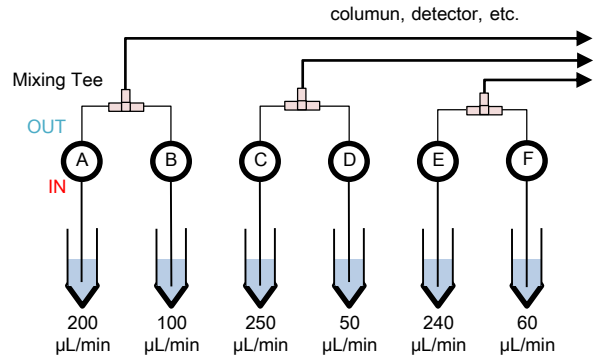 columun, detector, etc.
Mixing Tee
OUT
A B C D E F
IN
200 100 250 50 240 60
µL/min µL/min µL/min µL/min µL/min µL/min